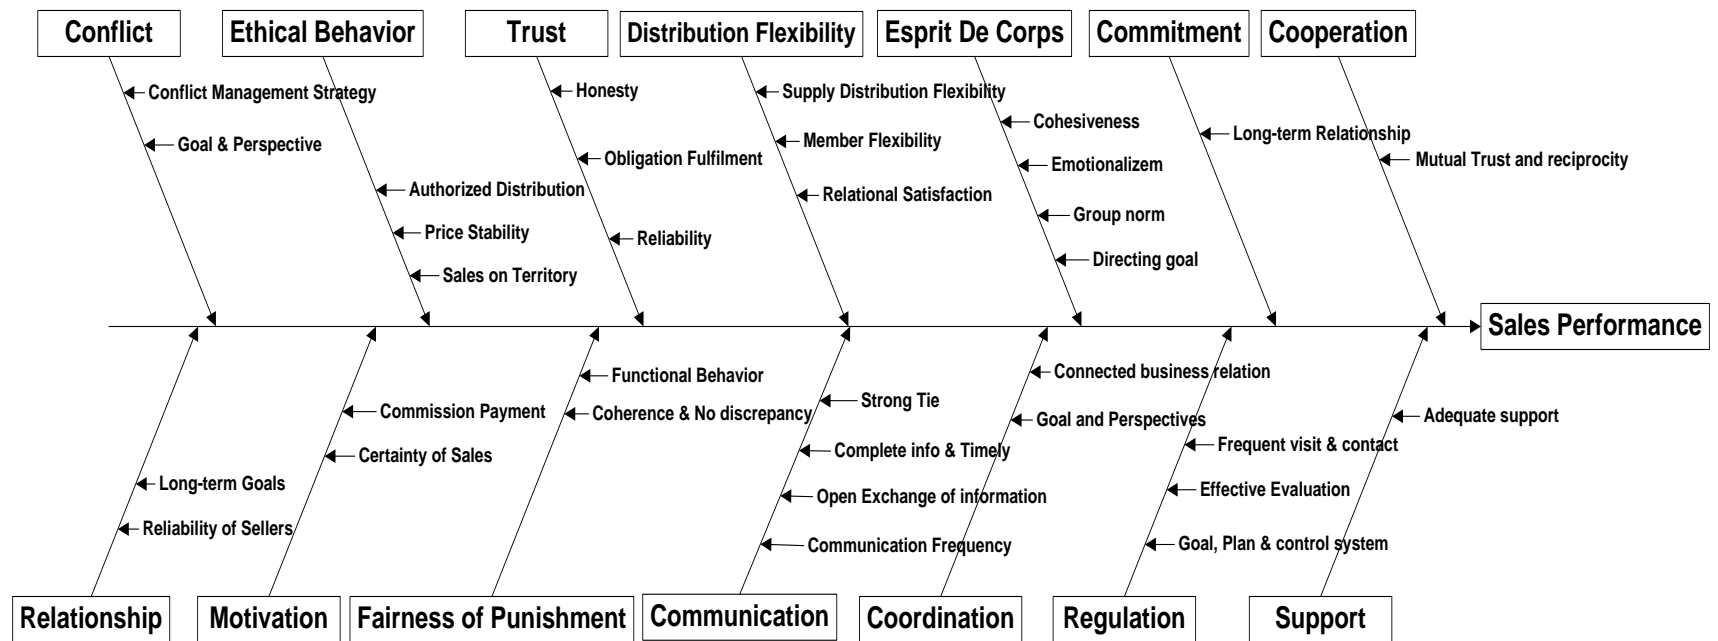 Conflict
Ethical Behavior
Trust
Distribution Flexibility
Esprit De Corps
Commitment
Cooperation
Conflict Management Strategy
Goal & Perspective
Authorized Distribution
Price Stability
Sales on Territory
Honesty
Obligation Fulfilment
Reliability
Supply Distribution Flexibility
Member Flexibility
Relational Satisfaction
Cohesiveness
Emotionalizem
Group norm
Directing goal
Long-term Relationship
Mutual Trust and reciprocity
Sales Performance
Long-term Goals
Reliability of Sellers
Commission Payment
Certainty of Sales
Functional Behavior
Coherence & No discrepancy
Strong Tie
Complete info & Timely
Open Exchange of information
Communication Frequency
Connected business relation
Goal and Perspectives
Frequent visit & contact
Effective Evaluation
Goal, Plan & control system
Adequate support
Relationship
Motivation
Fairness of Punishment
Communication
Coordination
Regulation
Support